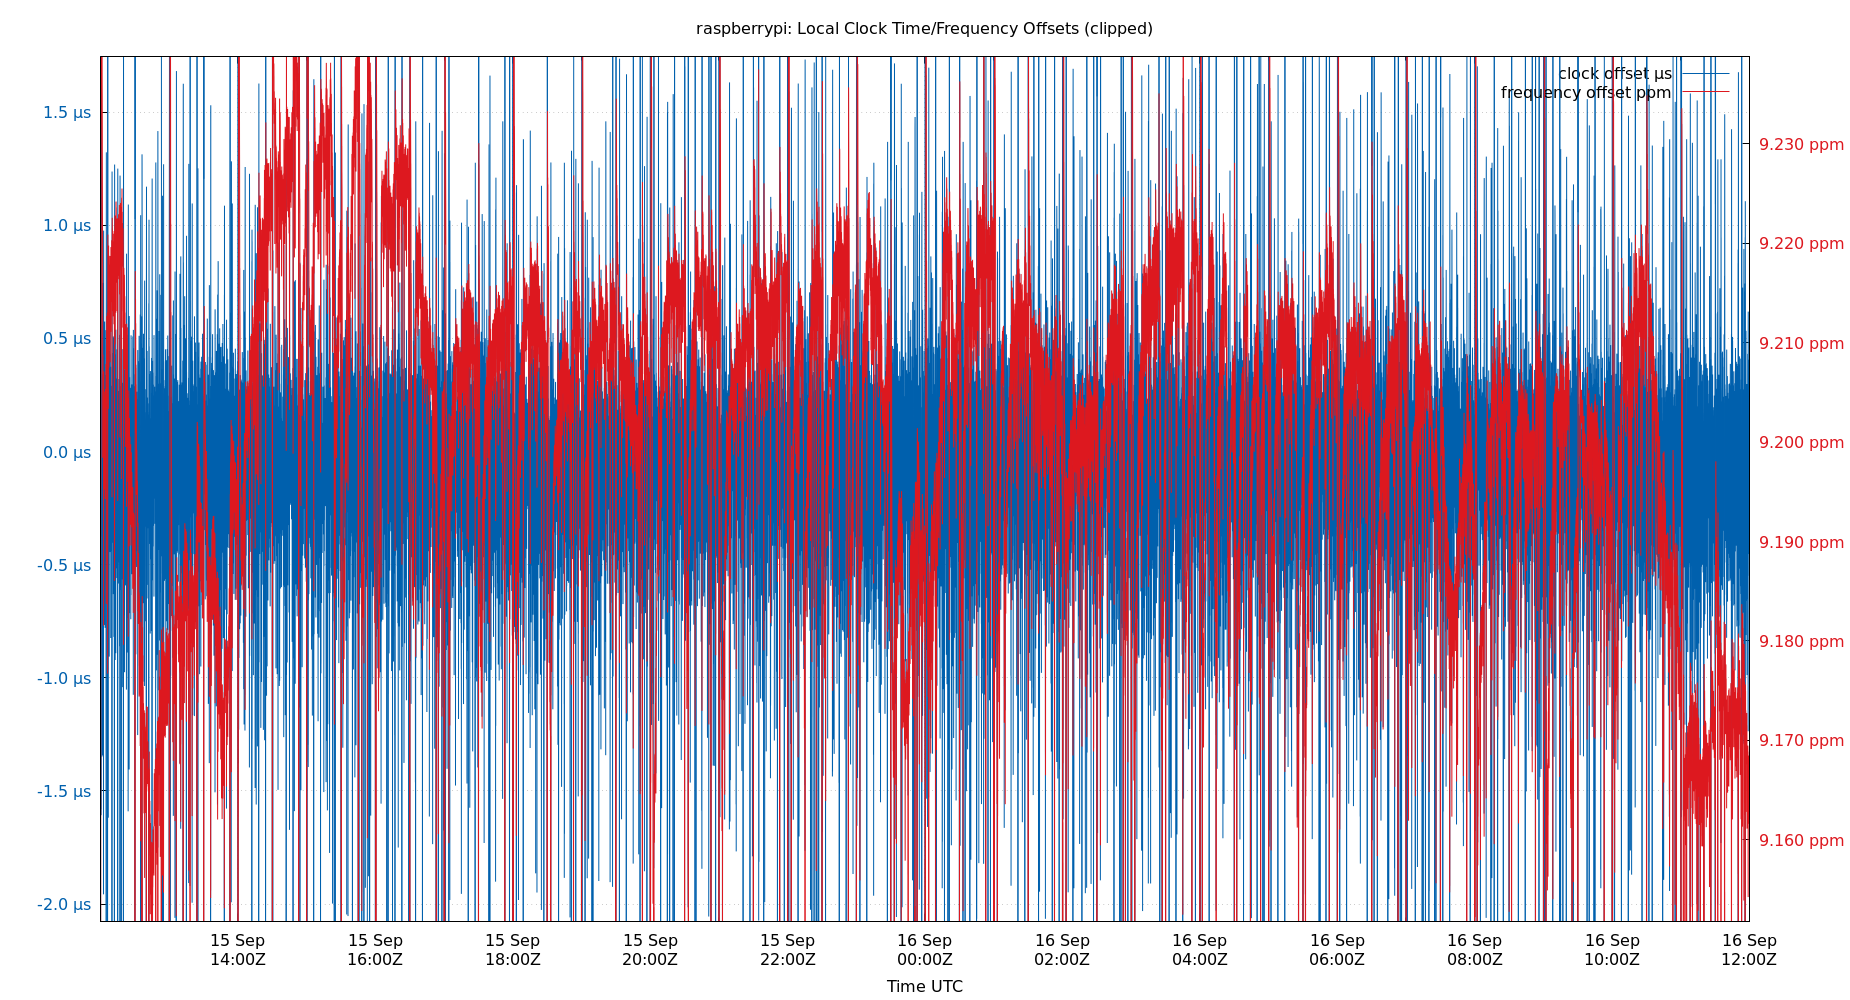 raspberrypi: Local Clock Time/Frequency Offsets (clipped)
clock offset µs
frequency offset ppm
1.5 µs
1.0 µs
0.5 µs
0.0 µs
-0.5 µs
-1.0 µs
-1.5 µs
-2.0 µs
9.230 ppm
9.220 ppm
9.210 ppm
9.200 ppm
9.190 ppm
9.180 ppm
9.170 ppm
9.160 ppm
15 Sep 15 Sep 15 Sep 15 Sep 15 Sep 16 Sep 16 Sep 16 Sep 16 Sep 16 Sep 16 Sep 16 Sep
14:00Z 16:00Z 18:00Z 20:00Z 22:00Z 00:00Z 02:00Z 04:00Z 06:00Z 08:00Z 10:00Z 12:00Z
Time UTC